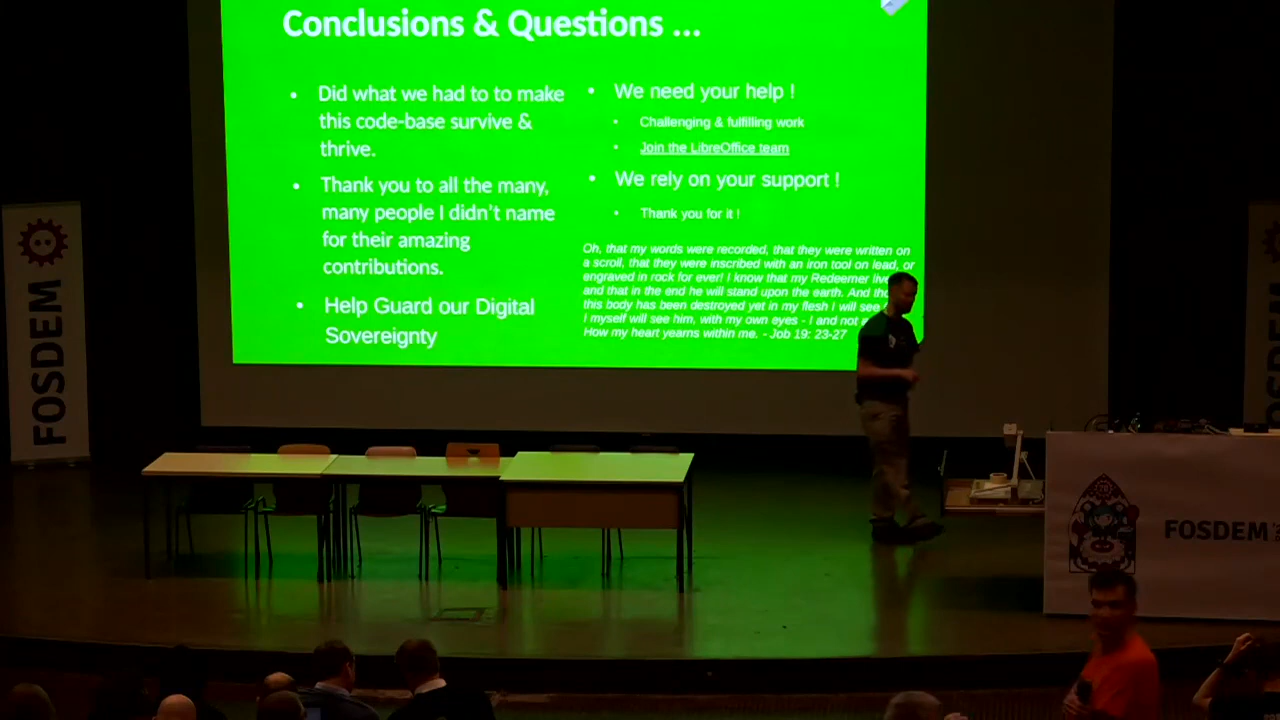 Conclusions & Questions ...
• Did what we had to to make
this code-base survive &
thrive.
• Thank you to all the many,
many people I didn't name
for their amazing
contributions.
• Help Guard our Digital
Sovereignty
• We need your help !
• Challenging & fulfilling work
• Join the LibreOffice team
• We rely on your support !
• Thank you for it !
Oh, that my words were recorded, that they were written on
a scroll, that they were inscribed with an iron tool on lead, or
engraved in rock for ever! I know that my Redeemer
and that in the end he will stand upon the earth. And
this body has been destroyed yet in my flesh I will see
I myself will see him, with my own eyes - I and not
How my heart yearns within me. - Job 19: 23-27
FOSDEM
FOSDEM
FOSDEM